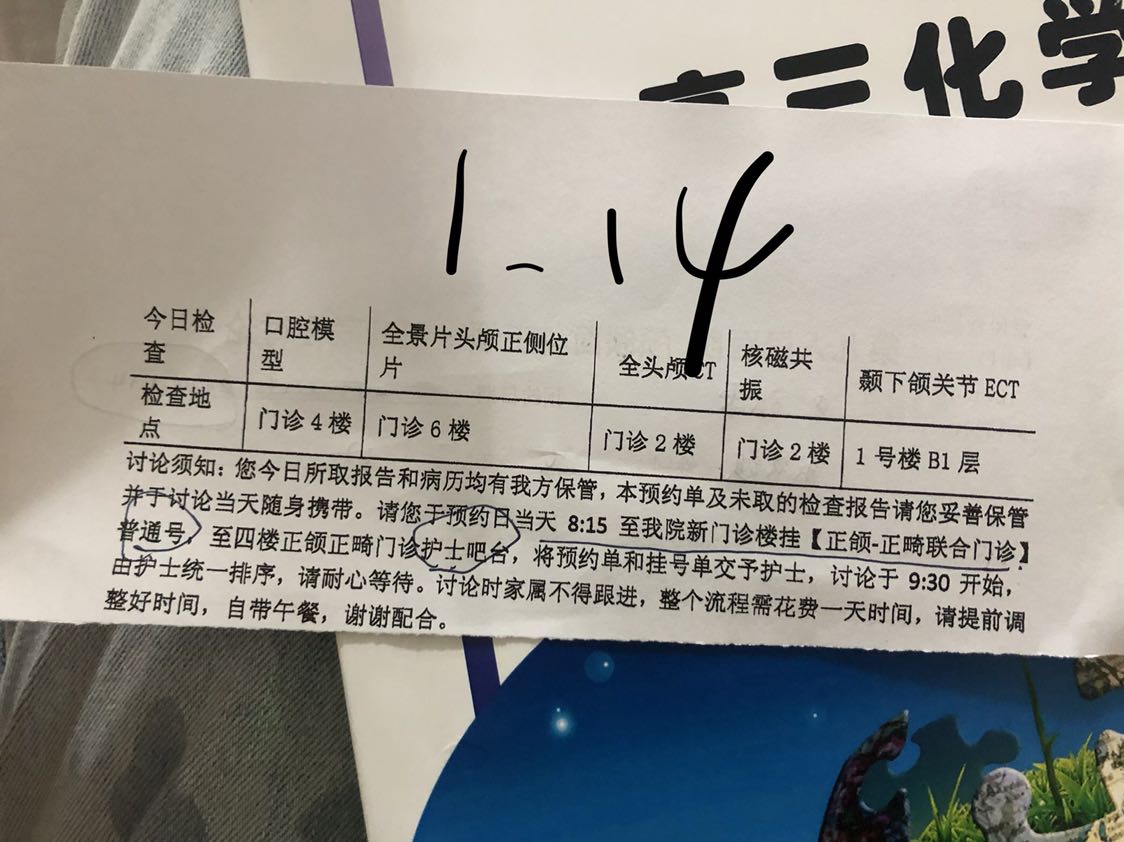 高三化学
1-14
今日检查 口腔模型 全景片头颅正侧位片 全头颅CT 核磁共振 颞下颌关节ECT
检查地点 门诊4楼 门诊6楼 门诊2楼 门诊2楼 1号楼B1层
讨论须知：您今日所取报告和病历均有我方保管，本预约单及未取的检查报告请您妥善保管
并于讨论当天随身携带。请您于预约日当天 8:15 至我院新门诊楼挂【正颌-正畸联合门诊】
普通号，至四楼正颌正畸门诊护士吧台，将预约单和挂号单交予护士，讨论于 9:30 开始，
由护士统一排序，请耐心等待。讨论时家属不得跟进，整个流程需花费一天时间，请提前调
整好时间，自带午餐，谢谢配合。